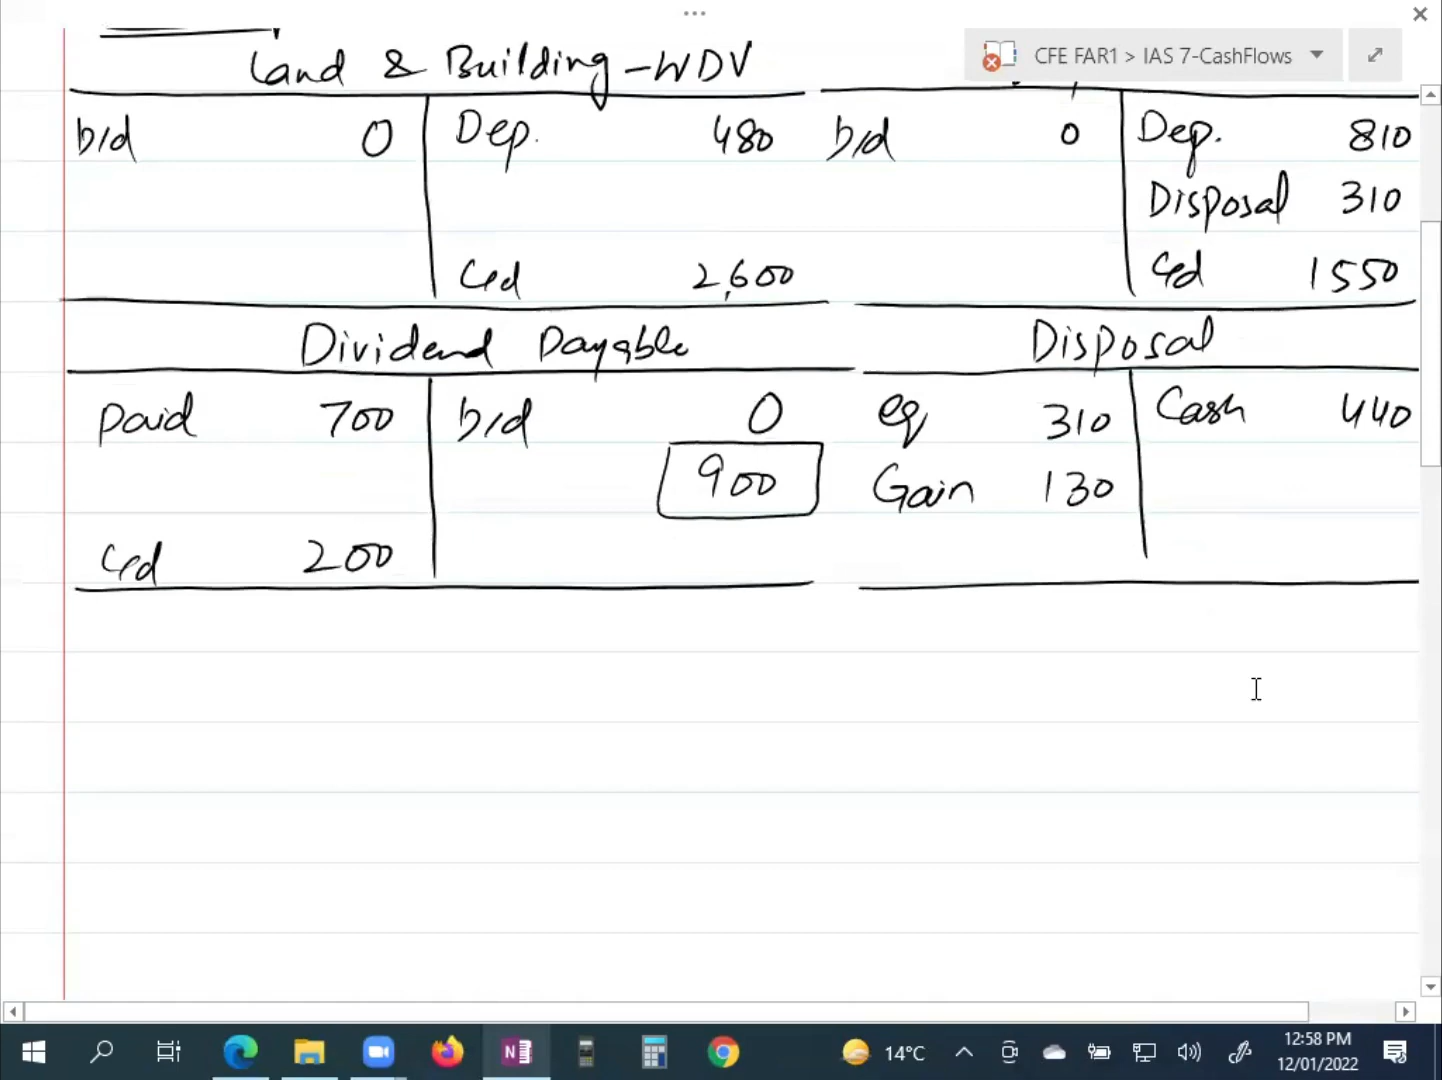 CFE FAR1 > IAS 7-CashFlows
Land & Building - WDV
b/d 0 Dep. 480
c/d 2,600
b/d 0 Dep. 810
Disposal 310
c/d 1550
Dividend Payable
Paid 700 b/d 0
900
c/d 200
Disposal
eq 310 Cash 440
Gain 130
14°C
12:58 PM
12/01/2022